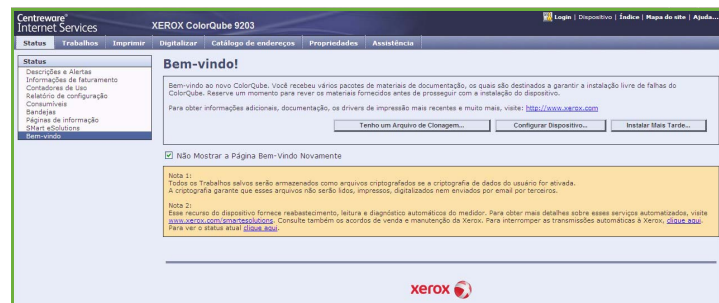 Centreware®
Internet Services
XEROX ColorQube 9203
Login | Dispositivo | Índice | Mapa do site | Ajuda...
Status Trabalhos Imprimir Digitalizar Catálogo de endereços Propriedades Assistência
Status
Descrições e Alertas
Informações de faturamento
Contadores de Uso
Relatório de configuração
Consumíveis
Bandejas
Páginas de informação
SMart eSolutions
Bem-vindo
Bem-vindo!
Bem-vindo ao novo ColorQube. Você recebeu vários pacotes de materiais de documentação, os quais são destinados a garantir a instalação livre de falhas do
ColorQube. Reserve um momento para rever os materiais fornecidos antes de prosseguir com a instalação do dispositivo.
Para obter informações adicionais, documentação, os drivers de impressão mais recentes e muito mais, visite: http://www.xerox.com
Tenho um Arquivo de Clonagem... Configurar Dispositivo... Instalar Mais Tarde...
Não Mostrar a Página Bem-Vindo Novamente
Nota 1:
Todos os Trabalhos salvos serão armazenados como arquivos criptografados se a criptografia de dados do usuário for ativada.
A criptografia garante que esses arquivos não serão lidos, impressos, digitalizados nem enviados por email por terceiros.
Nota 2:
Esse recurso do dispositivo fornece reabastecimento, leitura e diagnóstico automáticos do medidor. Para obter mais detalhes sobre esses serviços automatizados, visite
www.xerox.com/smartesolutions. Consulte também os acordos de venda e manutenção da Xerox. Para interromper as transmissões automáticas à Xerox, clique aqui.
Para ver o status atual clique aqui.
xerox